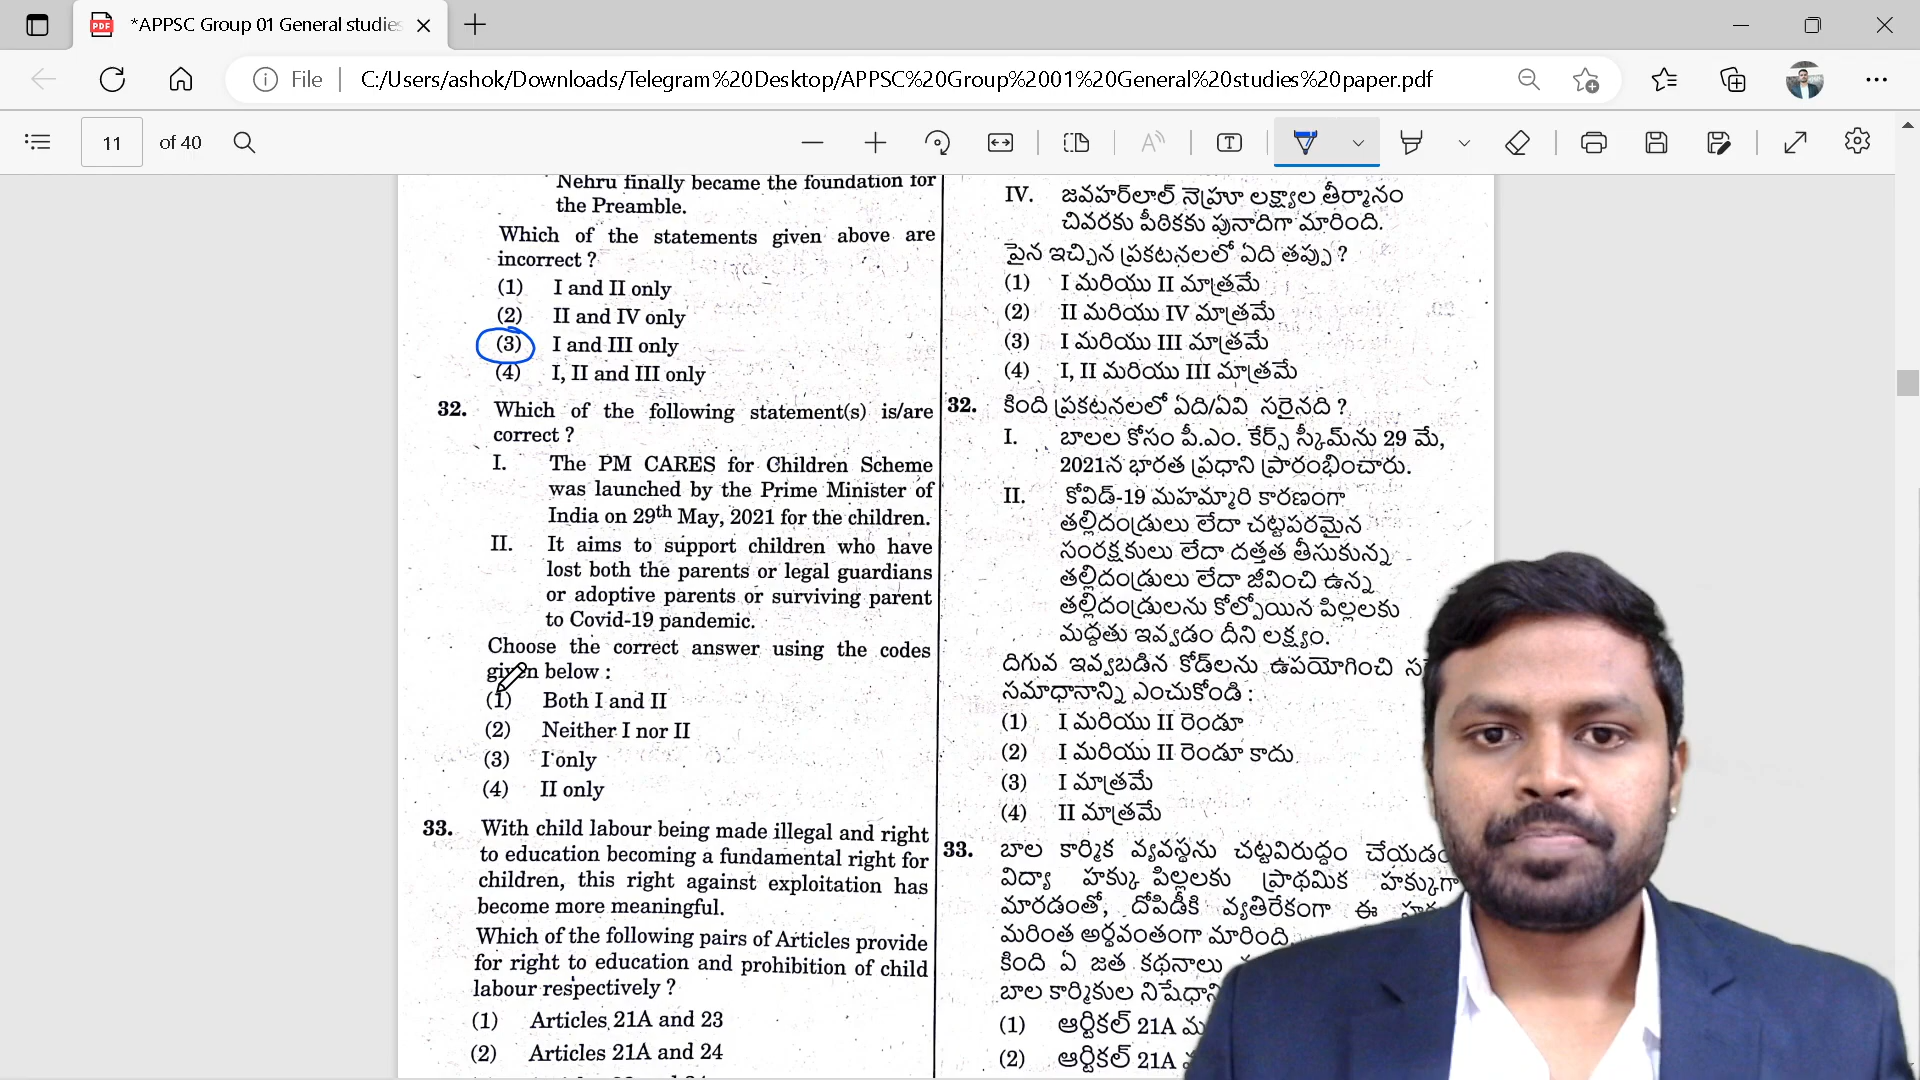 *APPSC Group 01 General studies
File
C:/Users/ashok/Downloads/Telegram%20Desktop/APPSC%20Group%2001%20General%20studies%20paper.pdf
11 of 40
Nehru finally became the foundation for
the Preamble.
Which of the statements given above are
incorrect ?
(1) I and II only
(2) II and IV only
(3) I and III only
(4) I, II and III only
32. Which of the following statement(s) is/are
correct ?
I. The PM CARES for Children Scheme
was launched by the Prime Minister of
India on 29th May, 2021 for the children.
II. It aims to support children who have
lost both the parents or legal guardians
or adoptive parents or surviving parent
to Covid-19 pandemic.
Choose the correct answer using the codes
given below :
(1) Both I and II
(2) Neither I nor II
(3) I only
(4) II only
33. With child labour being made illegal and right
to education becoming a fundamental right for
children, this right against exploitation has
become more meaningful.
Which of the following pairs of Articles provide
for right to education and prohibition of child
labour respectively ?
(1) Articles 21A and 23
(2) Articles 21A and 24
IV. జవహర్‌లాల్ నెహ్రూ లక్ష్యాల తీర్మానం
చివరకు పీఠికకు పునాదిగా మారింది.
పైన ఇచ్చిన ప్రకటనలలో ఏది తప్పు ?
(1) I మరియు II మాత్రమే
(2) II మరియు IV మాత్రమే
(3) I మరియు III మాత్రమే
(4) I, II మరియు III మాత్రమే
32. కింది ప్రకటనలలో ఏది/ఏవి సరైనది ?
I. బాలల కోసం పీ.ఎం. కేర్స్ స్కీమ్‌ను 29 మే,
2021న భారత ప్రధాని ప్రారంభించారు.
II. కోవిడ్-19 మహమ్మారి కారణంగా
తల్లిదండ్రులు లేదా చట్టపరమైన
సంరక్షకులు లేదా దత్తత తీసుకున్న
తల్లిదండ్రులు లేదా జీవించి ఉన్న
తల్లిదండ్రులను కోల్పోయిన పిల్లలకు
మద్దతు ఇవ్వడం దీని లక్ష్యం.
దిగువ ఇవ్వబడిన కోడ్‌లను ఉపయోగించి
సమాధానాన్ని ఎంచుకోండి :
(1) I మరియు II రెండూ
(2) I మరియు II రెండూ కాదు
(3) I మాత్రమే
(4) II మాత్రమే
33. బాల కార్మిక వ్యవస్థను చట్టవిరుద్ధం
విద్యా హక్కు పిల్లలకు ప్రాథమిక హక్కుగా
మారడంతో, దోపిడీకి వ్యతిరేకంగా ఈ
మరింత అర్థవంతంగా మారింది.
కింది ఏ జత కథనాలు
బాల కార్మికుల
(1) ఆర్టికల్ 21A
(2) ఆర్టికల్ 21A